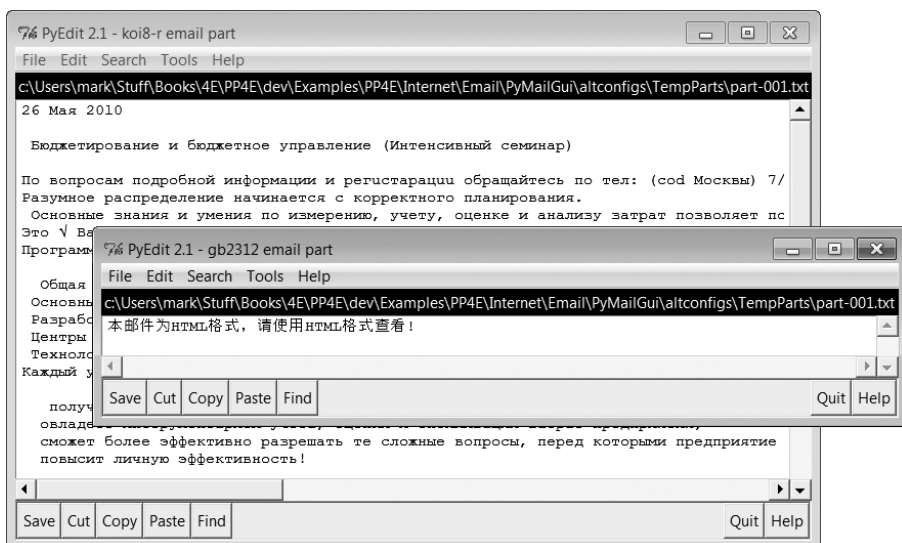 PyEdit 2.1 - koi8-r email part
File Edit Search Tools Help
c:\Users\mark\Stuff\Books\4E\PP4E\dev\Examples\PP4E\Internet\Email\PyMailGui\altconfigs\TempParts\part-001.txt
26 Мая 2010
Бюджетирование и бюджетное управление (Интенсивный семинар)
По вопросам подробной информации и регистарации обращайтесь по тел: (cod Москвы) 7/
Разумное распределение начинается с корректного планирования.
Основные знания и умения по измерению, учету, оценке и анализу затрат позволяет пс
Это √ Ва
Программ
Общая
Основны
Разрабо
Центры
Техноло
Каждый у
получ
сможет более эффективно разрешать те сложные вопросы, перед которыми предприятие
повысит личную эффективность!
Save Cut Copy Paste Find Quit Help
PyEdit 2.1 - gb2312 email part
File Edit Search Tools Help
c:\Users\mark\Stuff\Books\4E\PP4E\dev\Examples\PP4E\Internet\Email\PyMailGui\altconfigs\TempParts\part-001.txt
本邮件为HTML格式，请使用HTML格式查看！
Save Cut Copy Paste Find Quit Help